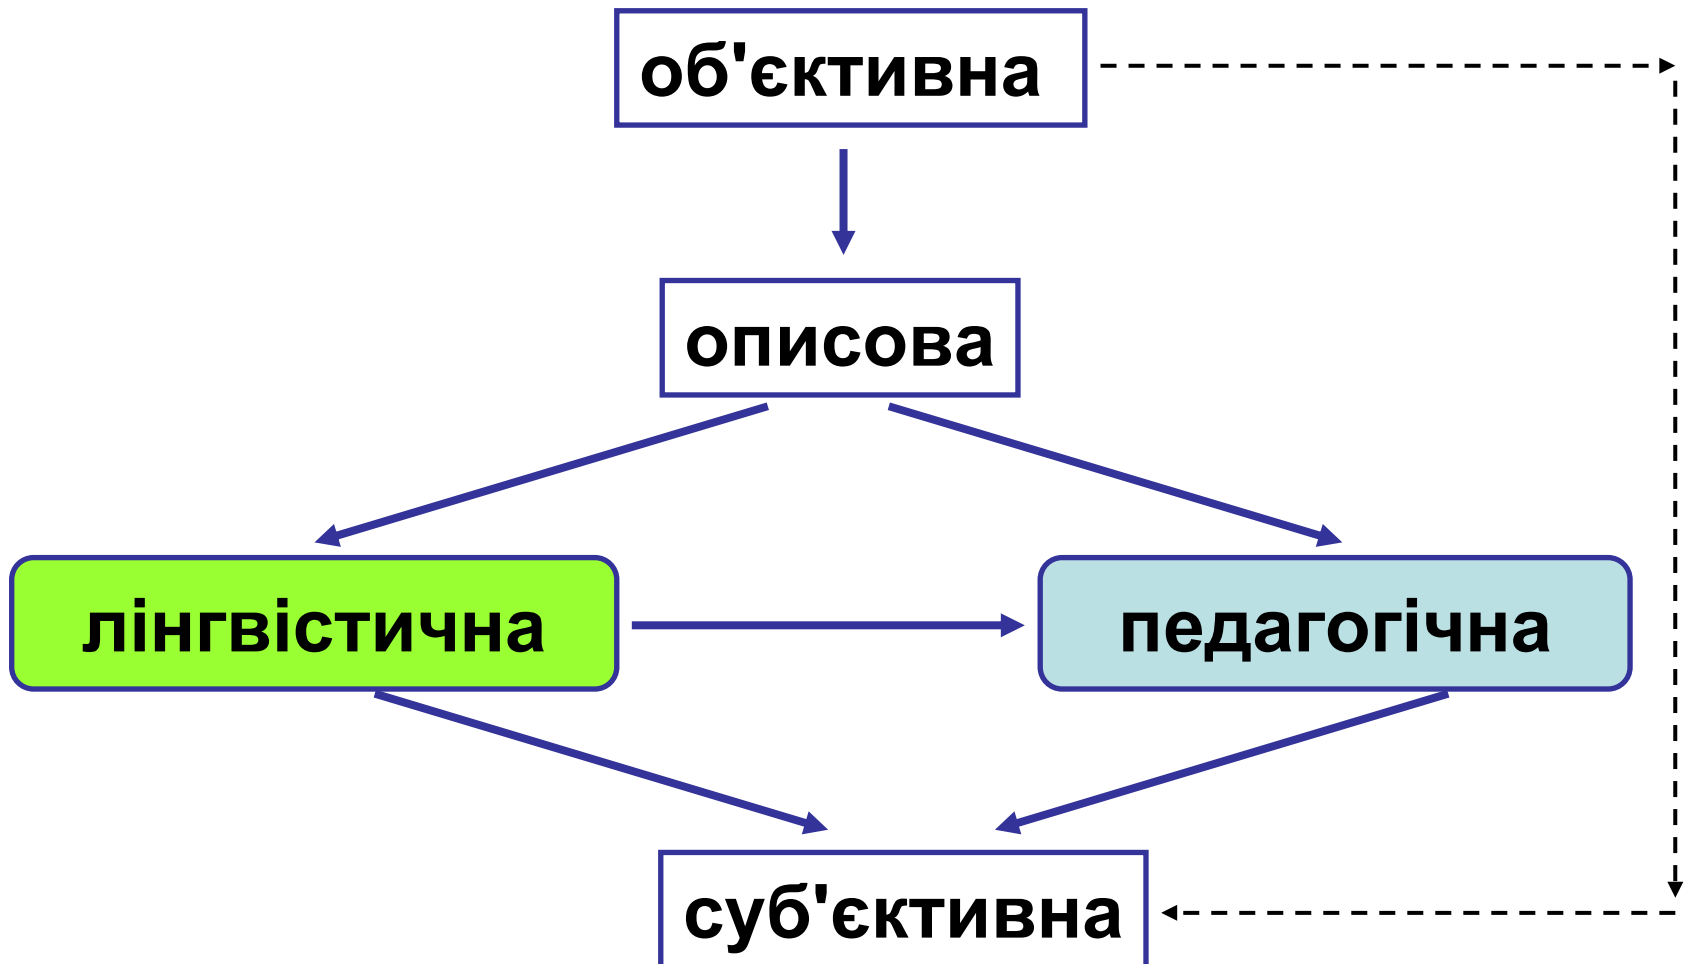 об'єктивна
описова
лінгвістична
педагогічна
суб'єктивна